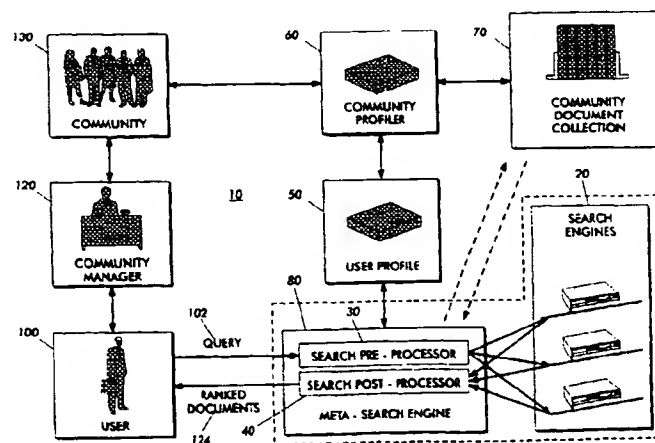 130
COMMUNITY
60
COMMUNITY
PROFILER
70
COMMUNITY
DOCUMENT
COLLECTION
120
COMMUNITY
MANAGER
10
50
USER PROFILE
20
SEARCH
ENGINES
100
USER
102
QUERY
RANKED
DOCUMENTS
124
80
30
SEARCH PRE - PROCESSOR
SEARCH POST - PROCESSOR
40
META - SEARCH ENGINE